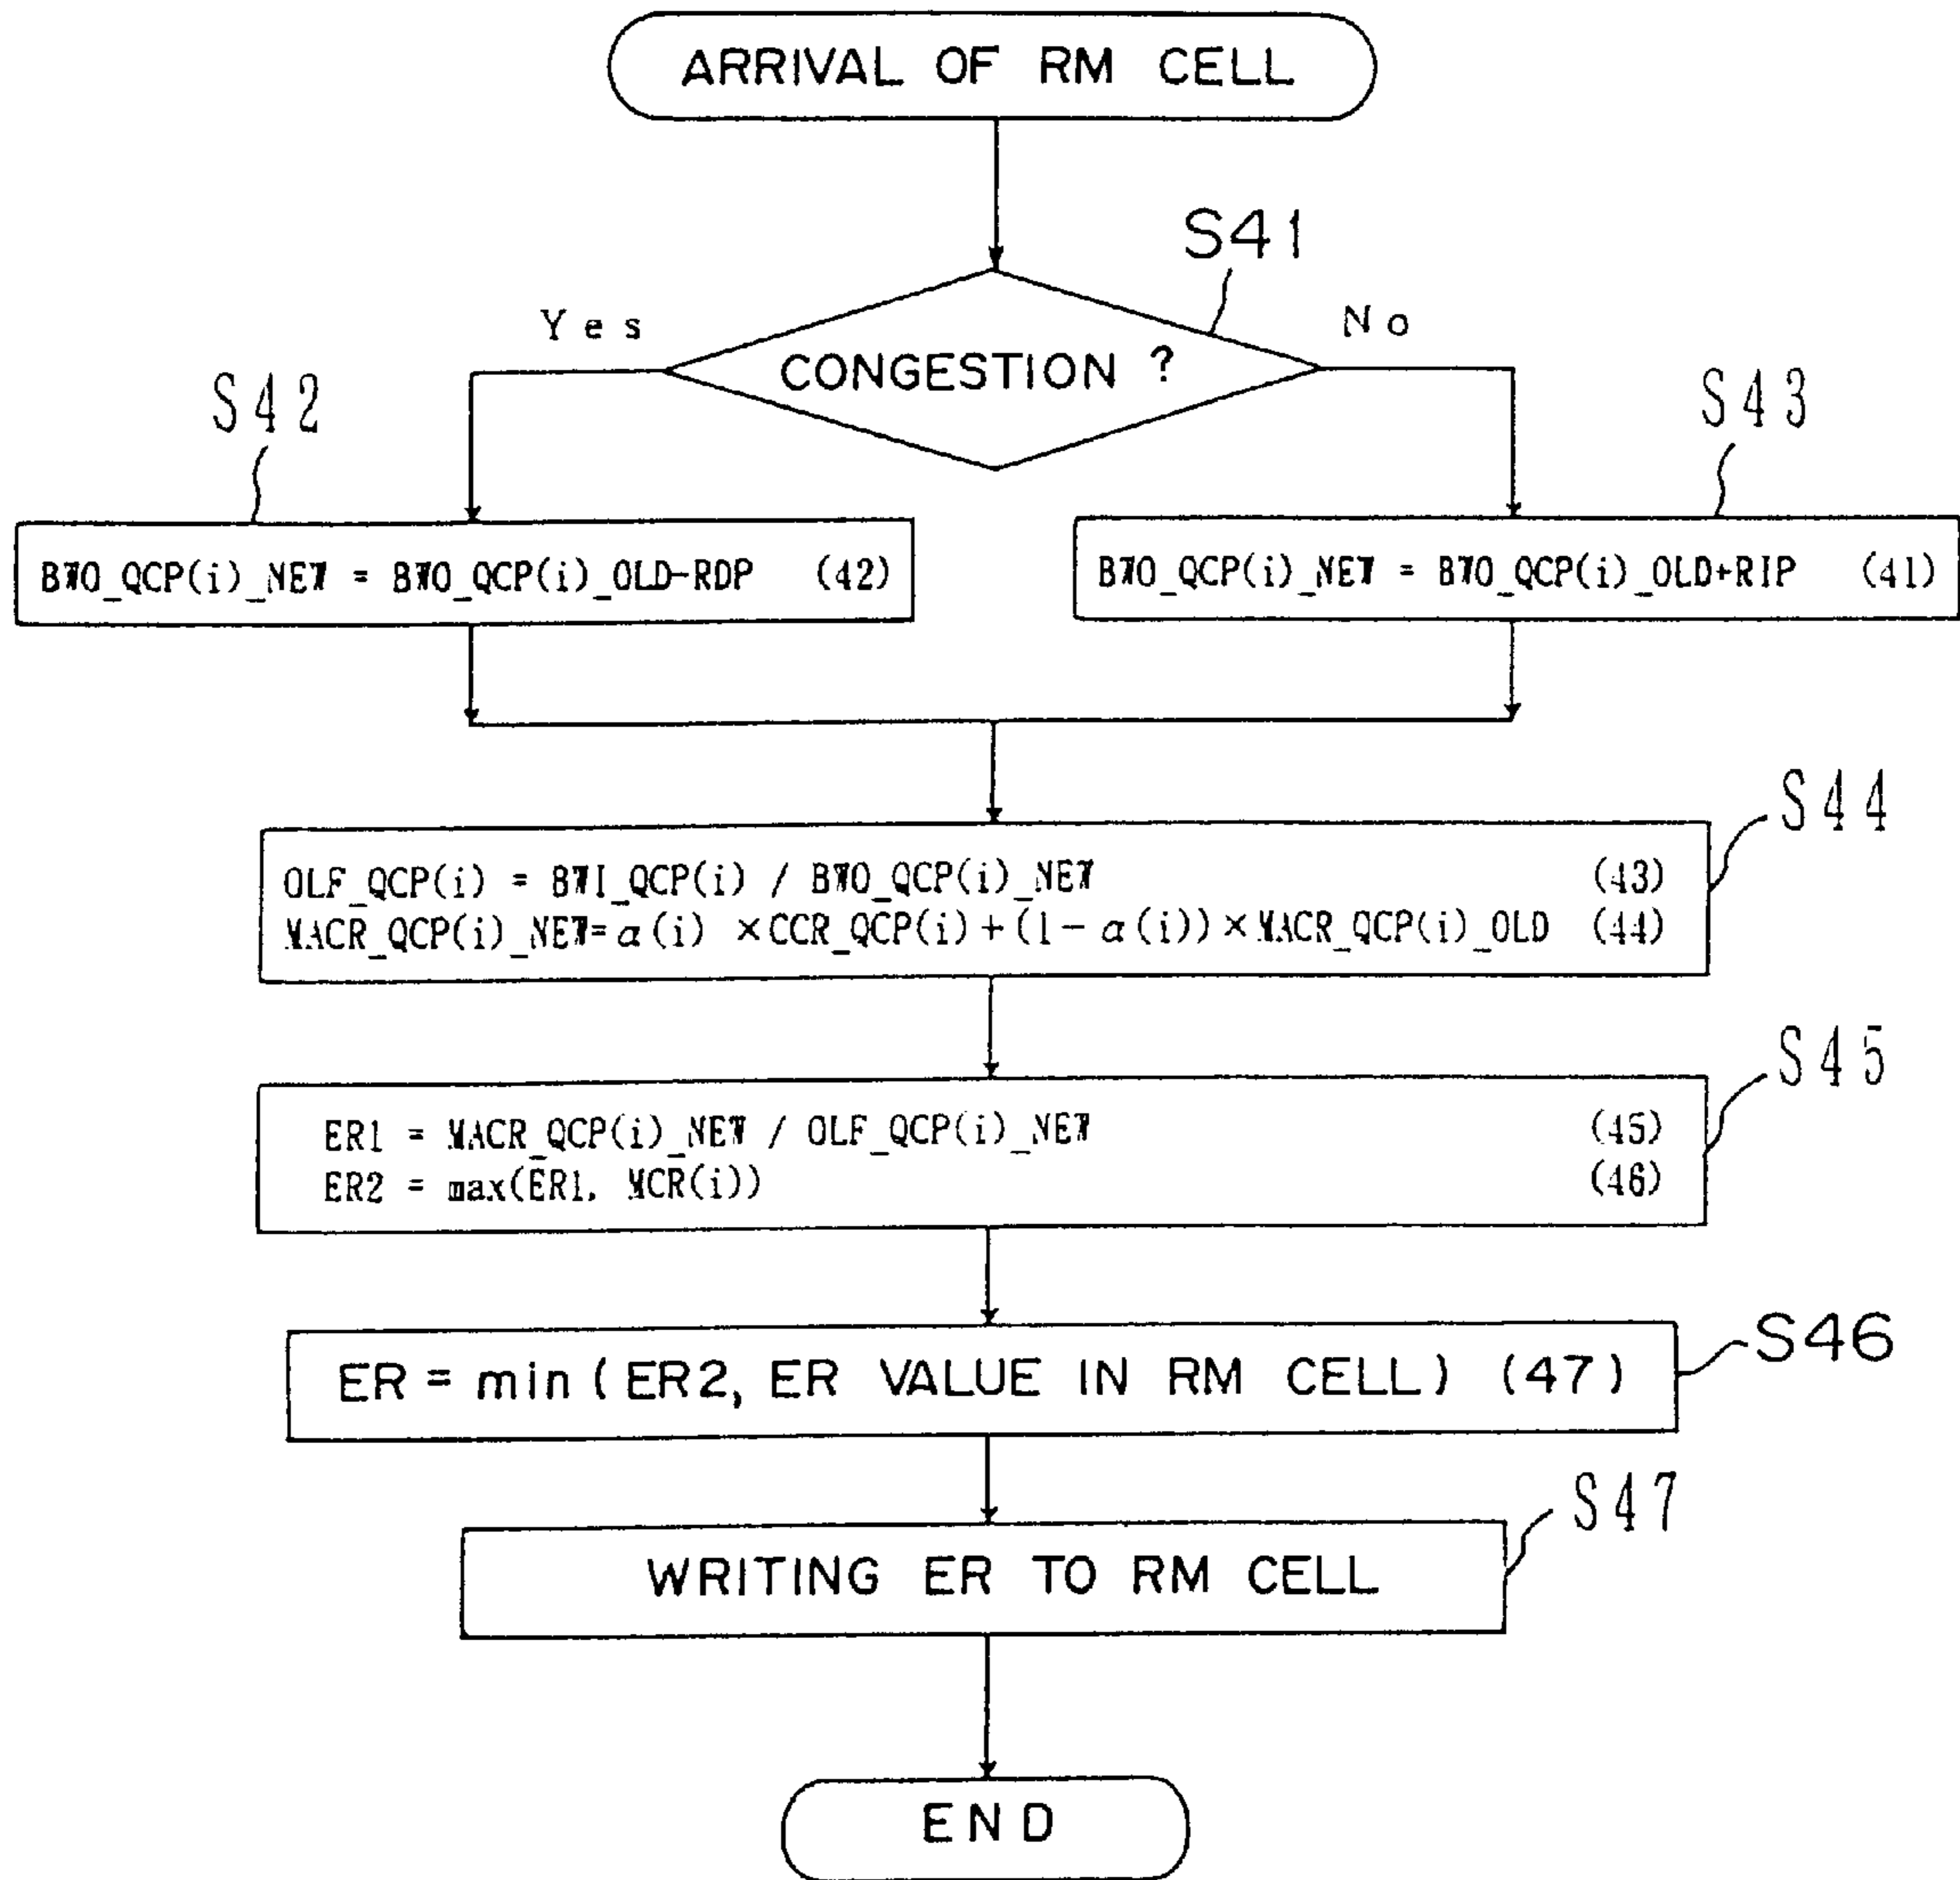 ARRIVAL OF RM CELL
S41
Yes
No
CONGESTION ?
S42
S43
BWO_QCP(i)_NEW = BWO_QCP(i)_OLD-RDP (42)
BWO_QCP(i)_NEW = BWO_QCP(i)_OLD+RIP (41)
S44
OLF_QCP(i) = BWI_QCP(i) / BWO_QCP(i)_NEW (43)
MACR_QCP(i)_NEW=α(i) ×CCR_QCP(i)+(1-α(i))×MACR_QCP(i)_OLD (44)
S45
ER1 = MACR_QCP(i)_NEW / OLF_QCP(i)_NEW (45)
ER2 = max(ER1, MCR(i)) (46)
S46
ER = min (ER2, ER VALUE IN RM CELL) (47)
S47
WRITING ER TO RM CELL
END